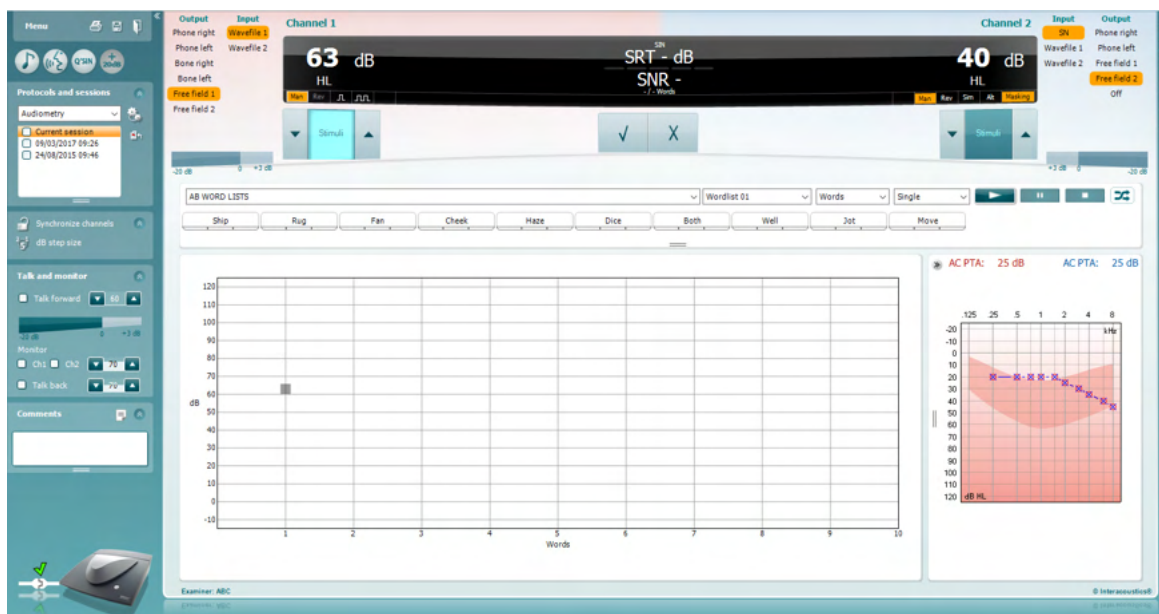 Menu
Q'SIN
+
20dB
Protocols and sessions
Audiometry
Current session
09/03/2017 09:26
24/08/2015 09:46
Synchronize channels
5
dB step size
Talk and monitor
Talk forward 60
-20 dB 0 +3 dB
Monitor
Ch1 Ch2 -70
Talk back -70
Comments
Output Input
Phone right Wavefile 1
Phone left Wavefile 2
Bone right
Bone left
Free field 1
Free field 2
Channel 1
63 dB
HL
Man Rev
SIN
SRT - dB
SNR -
- / - Words
Channel 2
40 dB
HL
Man Rev Sim Alt Masking
Input Output
SN Phone right
Wavefile 1 Phone left
Wavefile 2 Free field 1
Free field 2
Off
Stimuli
√ X
Stimuli
-20 dB 0 +3 dB
+3 dB 0 -20 dB
AB WORD LISTS Wordlist 01 Words Single
Ship Rug Fan Cheek Haze Dice Both Well Jot Move
120
110
100
90
80
70
60
dB
50
40
30
20
10
0
-10
1 2 3 4 5 6 7 8 9 10
Words
AC PTA: 25 dB AC PTA: 25 dB
.125 .25 .5 1 2 4 8
kHz
-20
-10
0
10
20
30
40
50
60
70
80
90
100
110
120 dB HL
Examiner: ABC © Interacoustics®